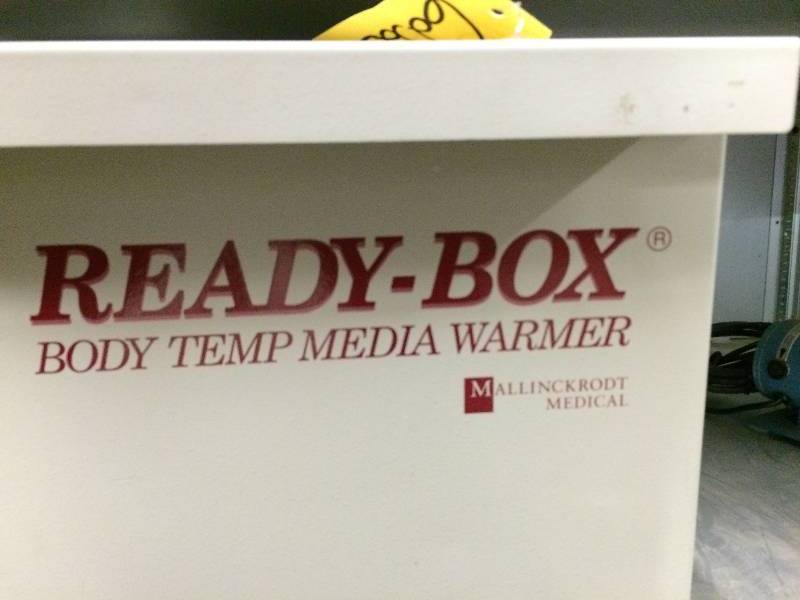 READY-BOX®
BODY TEMP MEDIA WARMER
MALLINCKRODT
MEDICAL